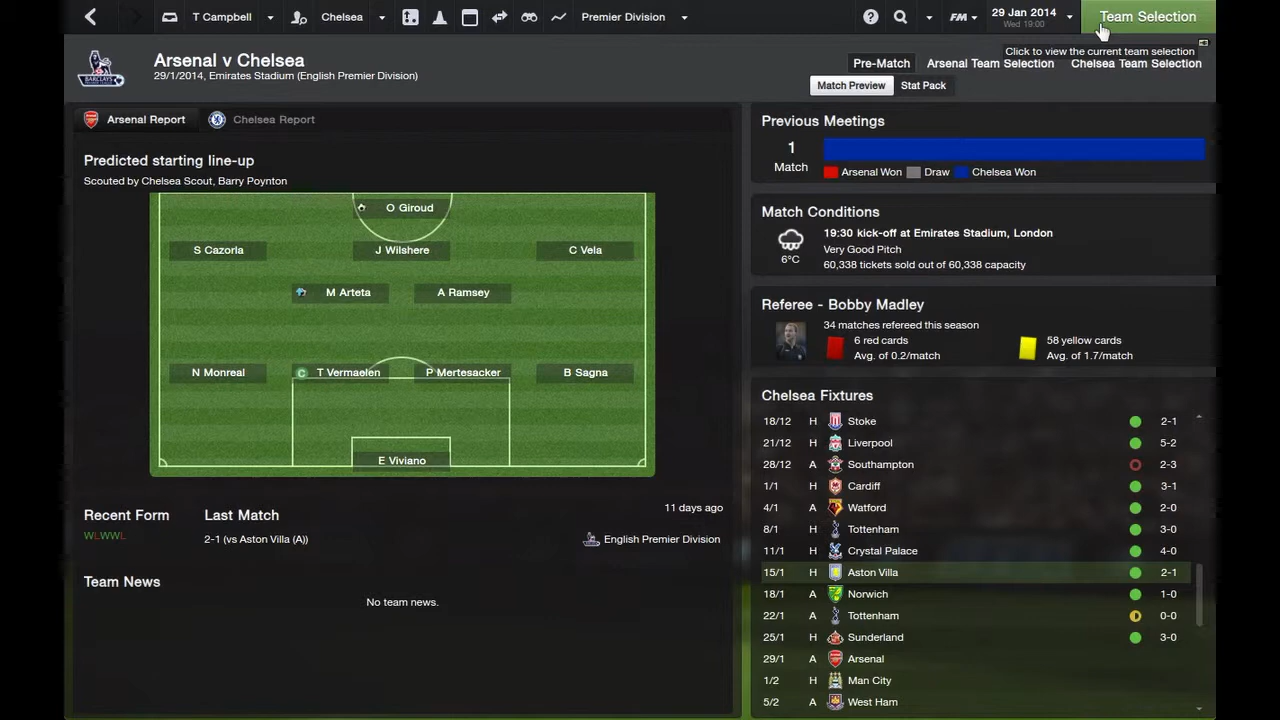 T Campbell
Chelsea
Premier Division
FM
29 Jan 2014
Wed 19:00
Team Selection
Click to view the current team selection
Arsenal v Chelsea
29/1/2014, Emirates Stadium (English Premier Division)
Pre-Match
Arsenal Team Selection
Chelsea Team Selection
Match Preview
Stat Pack
Arsenal Report
Chelsea Report
Predicted starting line-up
Scouted by Chelsea Scout, Barry Poynton
O Giroud
S Cazorla
J Wilshere
C Vela
M Arteta
A Ramsey
N Monreal
C
T Vermaelen
P Mertesacker
B Sagna
E Viviano
Recent Form
WLWWL
Last Match
11 days ago
2-1 (vs Aston Villa (A))
English Premier Division
Team News
No team news.
Previous Meetings
1
Match
Arsenal Won
Draw
Chelsea Won
Match Conditions
6°C
19:30 kick-off at Emirates Stadium, London
Very Good Pitch
60,338 tickets sold out of 60,338 capacity
Referee - Bobby Madley
34 matches refereed this season
6 red cards
Avg. of 0.2/match
58 yellow cards
Avg. of 1.7/match
Chelsea Fixtures
18/12 H Stoke 2-1
21/12 H Liverpool 5-2
28/12 A Southampton 2-3
1/1 H Cardiff 3-1
4/1 A Watford 2-0
8/1 H Tottenham 3-0
11/1 H Crystal Palace 4-0
15/1 H Aston Villa 2-1
18/1 A Norwich 1-0
22/1 A Tottenham 0-0
25/1 H Sunderland 3-0
29/1 A Arsenal
1/2 H Man City
5/2 A West Ham